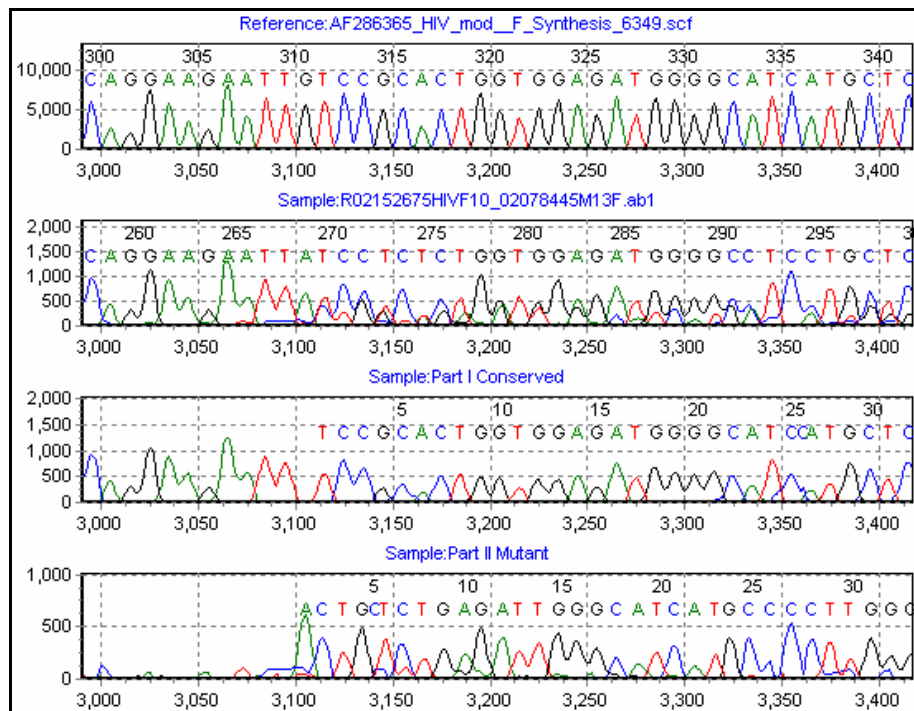 Reference:AF286365_HIV_mod__F_Synthesis_6349.scf
300 305 310 315 320 325 330 335 340
C A G G A A G A A T T G T C C G C A C T G G T G G A G A T G G G G C A T C A T G C T C
10,000
5,000
0
3,000 3,050 3,100 3,150 3,200 3,250 3,300 3,350 3,400
Sample:R02152675HIVF10_02078445M13F.ab1
260 265 270 275 280 285 290 295
C A G G A A G A A T T A T C C T C T C T G G T G G A G A T G G G G C C T C C T G C T C
2,000
1,500
1,000
500
0
3,000 3,050 3,100 3,150 3,200 3,250 3,300 3,350 3,400
Sample:Part I Conserved
5 10 15 20 25 30
T C C G C A C T G G T G G A G A T G G G G C A T C C A T G C T C
2,000
1,500
1,000
500
0
3,000 3,050 3,100 3,150 3,200 3,250 3,300 3,350 3,400
Sample:Part II Mutant
5 10 15 20 25 30
A C T G C T C T G A G A T T G G G C A T C A T G C C C C T T G G G
1,000
500
0
3,000 3,050 3,100 3,150 3,200 3,250 3,300 3,350 3,400